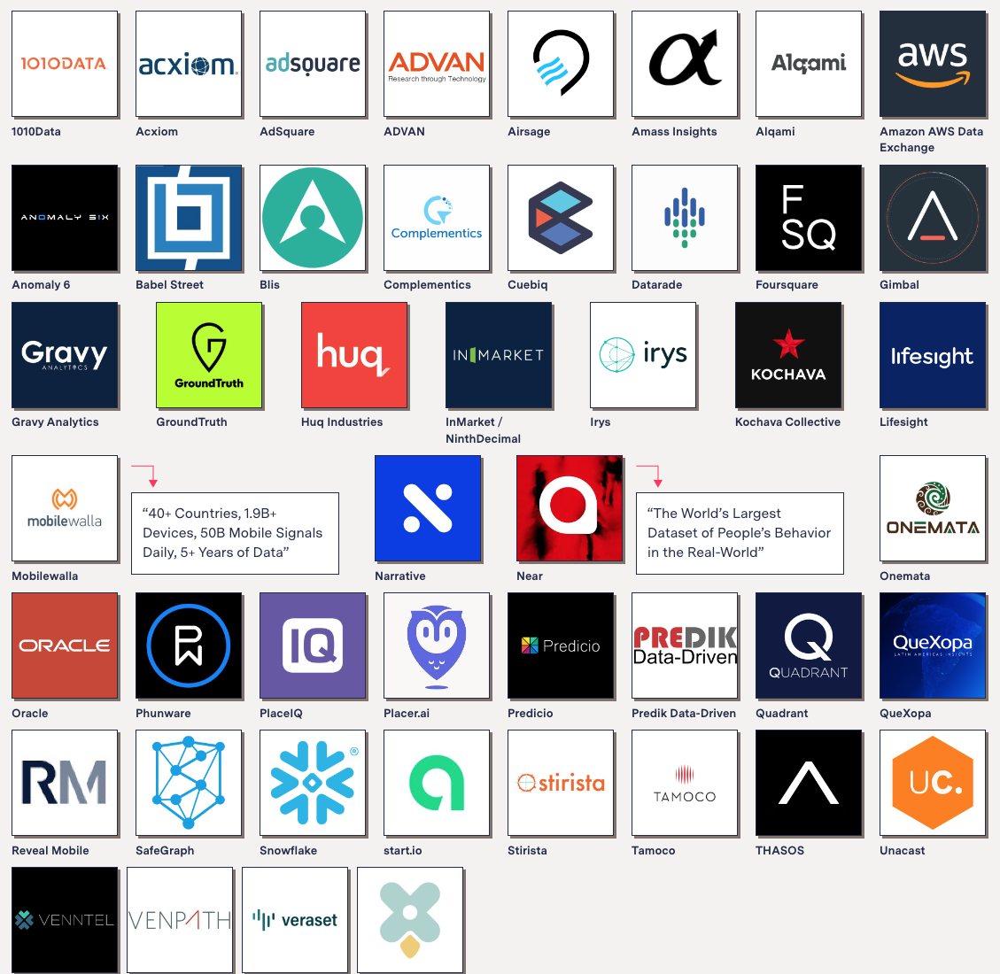 1010DATA
acxiom
adsquare
ADVAN
Research through Technology
Alqami
aws
1010Data
Acxiom
AdSquare
ADVAN
Airsage
Amass Insights
Alqami
Amazon AWS Data
Exchange
ANOMALY SIX
Complementics
F
SQ
Anomaly 6
Babel Street
Blis
Complementics
Cuebiq
Datarade
Foursquare
Gimbal
Gravy
ANALYTICS
GroundTruth
huq
INMARKET
irys
KOCHAVA
lifesight
Gravy Analytics
GroundTruth
Huq Industries
InMarket /
NinthDecimal
Irys
Kochava Collective
Lifesight
mobilewalla
“40+ Countries, 1.9B+
Devices, 50B Mobile Signals
Daily, 5+ Years of Data”
“The World’s Largest
Dataset of People’s Behavior
in the Real-World”
ONEMATA
Mobilewalla
Narrative
Near
Onemata
ORACLE
PW
IQ
Predicio
PREDIK
Data-Driven
QUADRANT
QueXopa
LATIN AMERICAS INSIGHTS
Oracle
Phunware
PlaceIQ
Placer.ai
Predicio
Predik Data-Driven
Quadrant
QueXopa
RM
®
stirista
TAMOCO
UC.
Reveal Mobile
SafeGraph
Snowflake
start.io
Stirista
Tamoco
THASOS
Unacast
VENNTEL
VENPATH
veraset